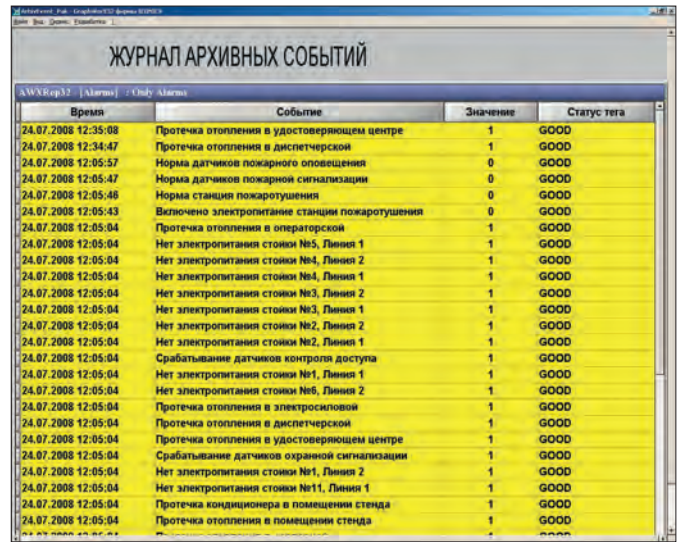 Файл Вид Сервис Разработка
ЖУРНАЛ АРХИВНЫХ СОБЫТИЙ
AWXRep32 - [Alarms] : Only Alarms
Время Событие Значение Статус тега
24.07.2008 12:35:08 Протечка отопления в удостоверяющем центре 1 GOOD
24.07.2008 12:34:47 Протечка отопления в диспетчерской 1 GOOD
24.07.2008 12:05:57 Норма датчиков пожарного оповещения 0 GOOD
24.07.2008 12:05:47 Норма датчиков пожарной сигнализации 0 GOOD
24.07.2008 12:05:46 Норма станция пожаротушения 0 GOOD
24.07.2008 12:05:43 Включено электропитание станции пожаротушения 0 GOOD
24.07.2008 12:05:04 Протечка отопления в операторской 1 GOOD
24.07.2008 12:05:04 Нет электропитания стойки №5, Линия 1 1 GOOD
24.07.2008 12:05:04 Нет электропитания стойки №4, Линия 2 1 GOOD
24.07.2008 12:05:04 Нет электропитания стойки №4, Линия 1 1 GOOD
24.07.2008 12:05:04 Нет электропитания стойки №3, Линия 2 1 GOOD
24.07.2008 12:05:04 Нет электропитания стойки №3, Линия 1 1 GOOD
24.07.2008 12:05:04 Нет электропитания стойки №2, Линия 2 1 GOOD
24.07.2008 12:05:04 Нет электропитания стойки №2, Линия 1 1 GOOD
24.07.2008 12:05:04 Срабатывание датчиков контроля доступа 1 GOOD
24.07.2008 12:05:04 Нет электропитания стойки №1, Линия 1 1 GOOD
24.07.2008 12:05:04 Нет электропитания стойки №6, Линия 2 1 GOOD
24.07.2008 12:05:04 Протечка отопления в электросиловой 1 GOOD
24.07.2008 12:05:04 Протечка отопления в диспетчерской 1 GOOD
24.07.2008 12:05:04 Протечка отопления в удостоверяющем центре 1 GOOD
24.07.2008 12:05:04 Срабатывание датчиков охранной сигнализации 1 GOOD
24.07.2008 12:05:04 Нет электропитания стойки №1, Линия 2 1 GOOD
24.07.2008 12:05:04 Нет электропитания стойки №11, Линия 1 1 GOOD
24.07.2008 12:05:04 Протечка кондиционера в помещении стенда 1 GOOD
24.07.2008 12:05:04 Протечка отопления в помещении стенда 1 GOOD